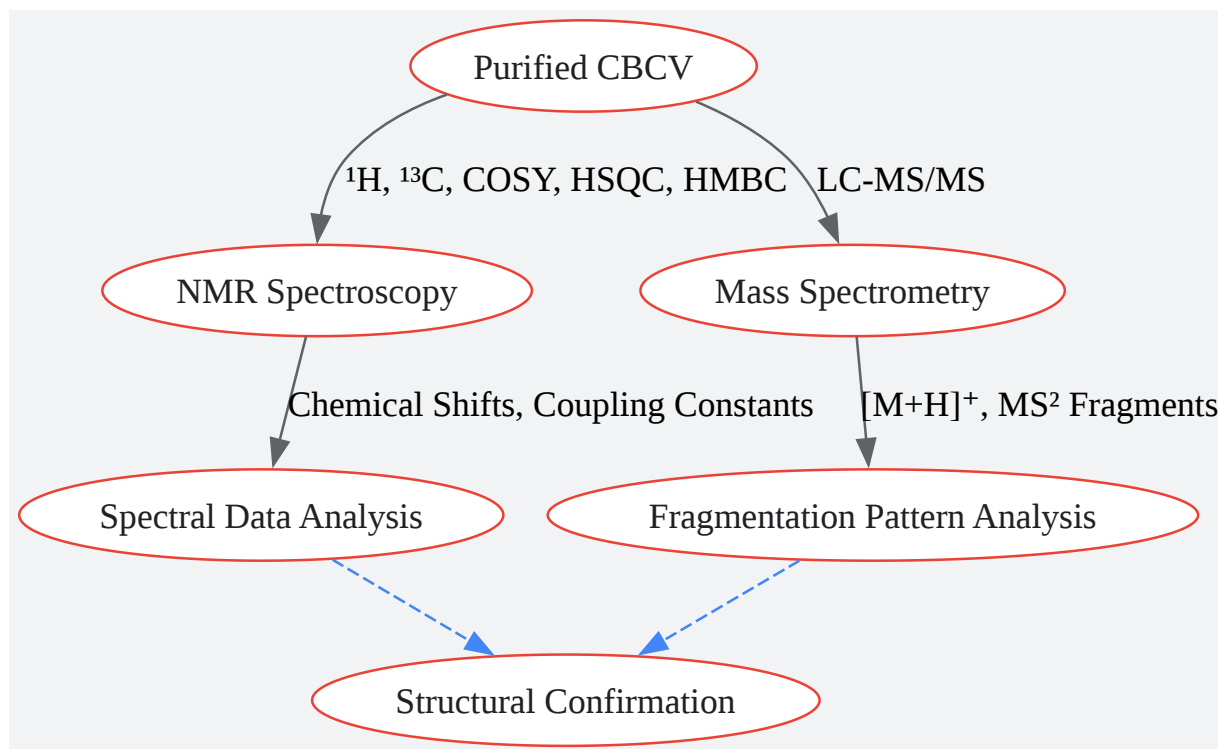 Purified CBCV
¹H, ¹³C, COSY, HSQC, HMBC
LC-MS/MS
NMR Spectroscopy
Mass Spectrometry
Chemical Shifts, Coupling Constants
[M+H]⁺, MS² Fragments
Spectral Data Analysis
Fragmentation Pattern Analysis
Structural Confirmation